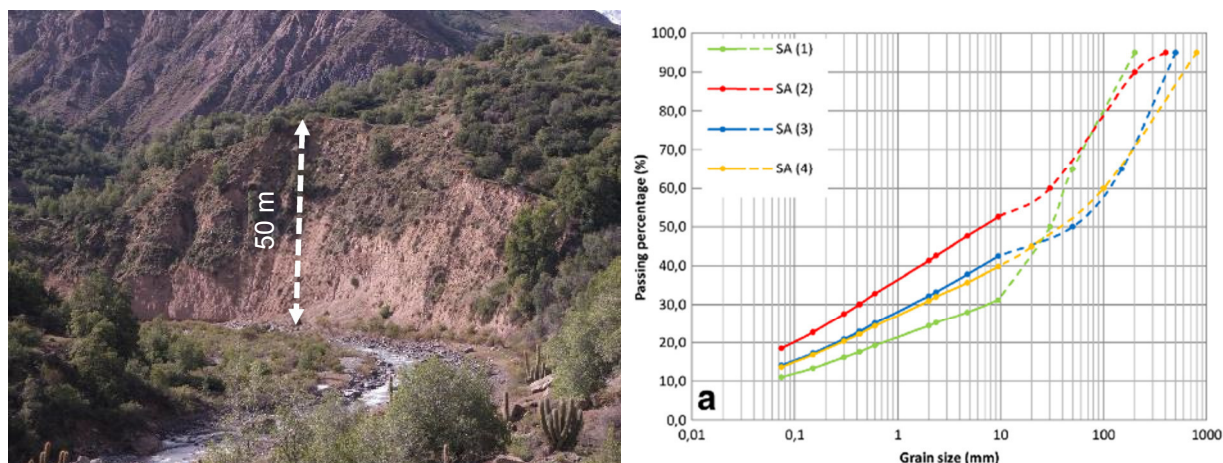 50 m
100,0
90,0
80,0
70,0
60,0
50,0
40,0
30,0
20,0
10,0
0,0
Passing percentage (%)
SA (1)
SA (2)
SA (3)
SA (4)
a
0,01 0,1 1 10 100 1000
Grain size (mm)